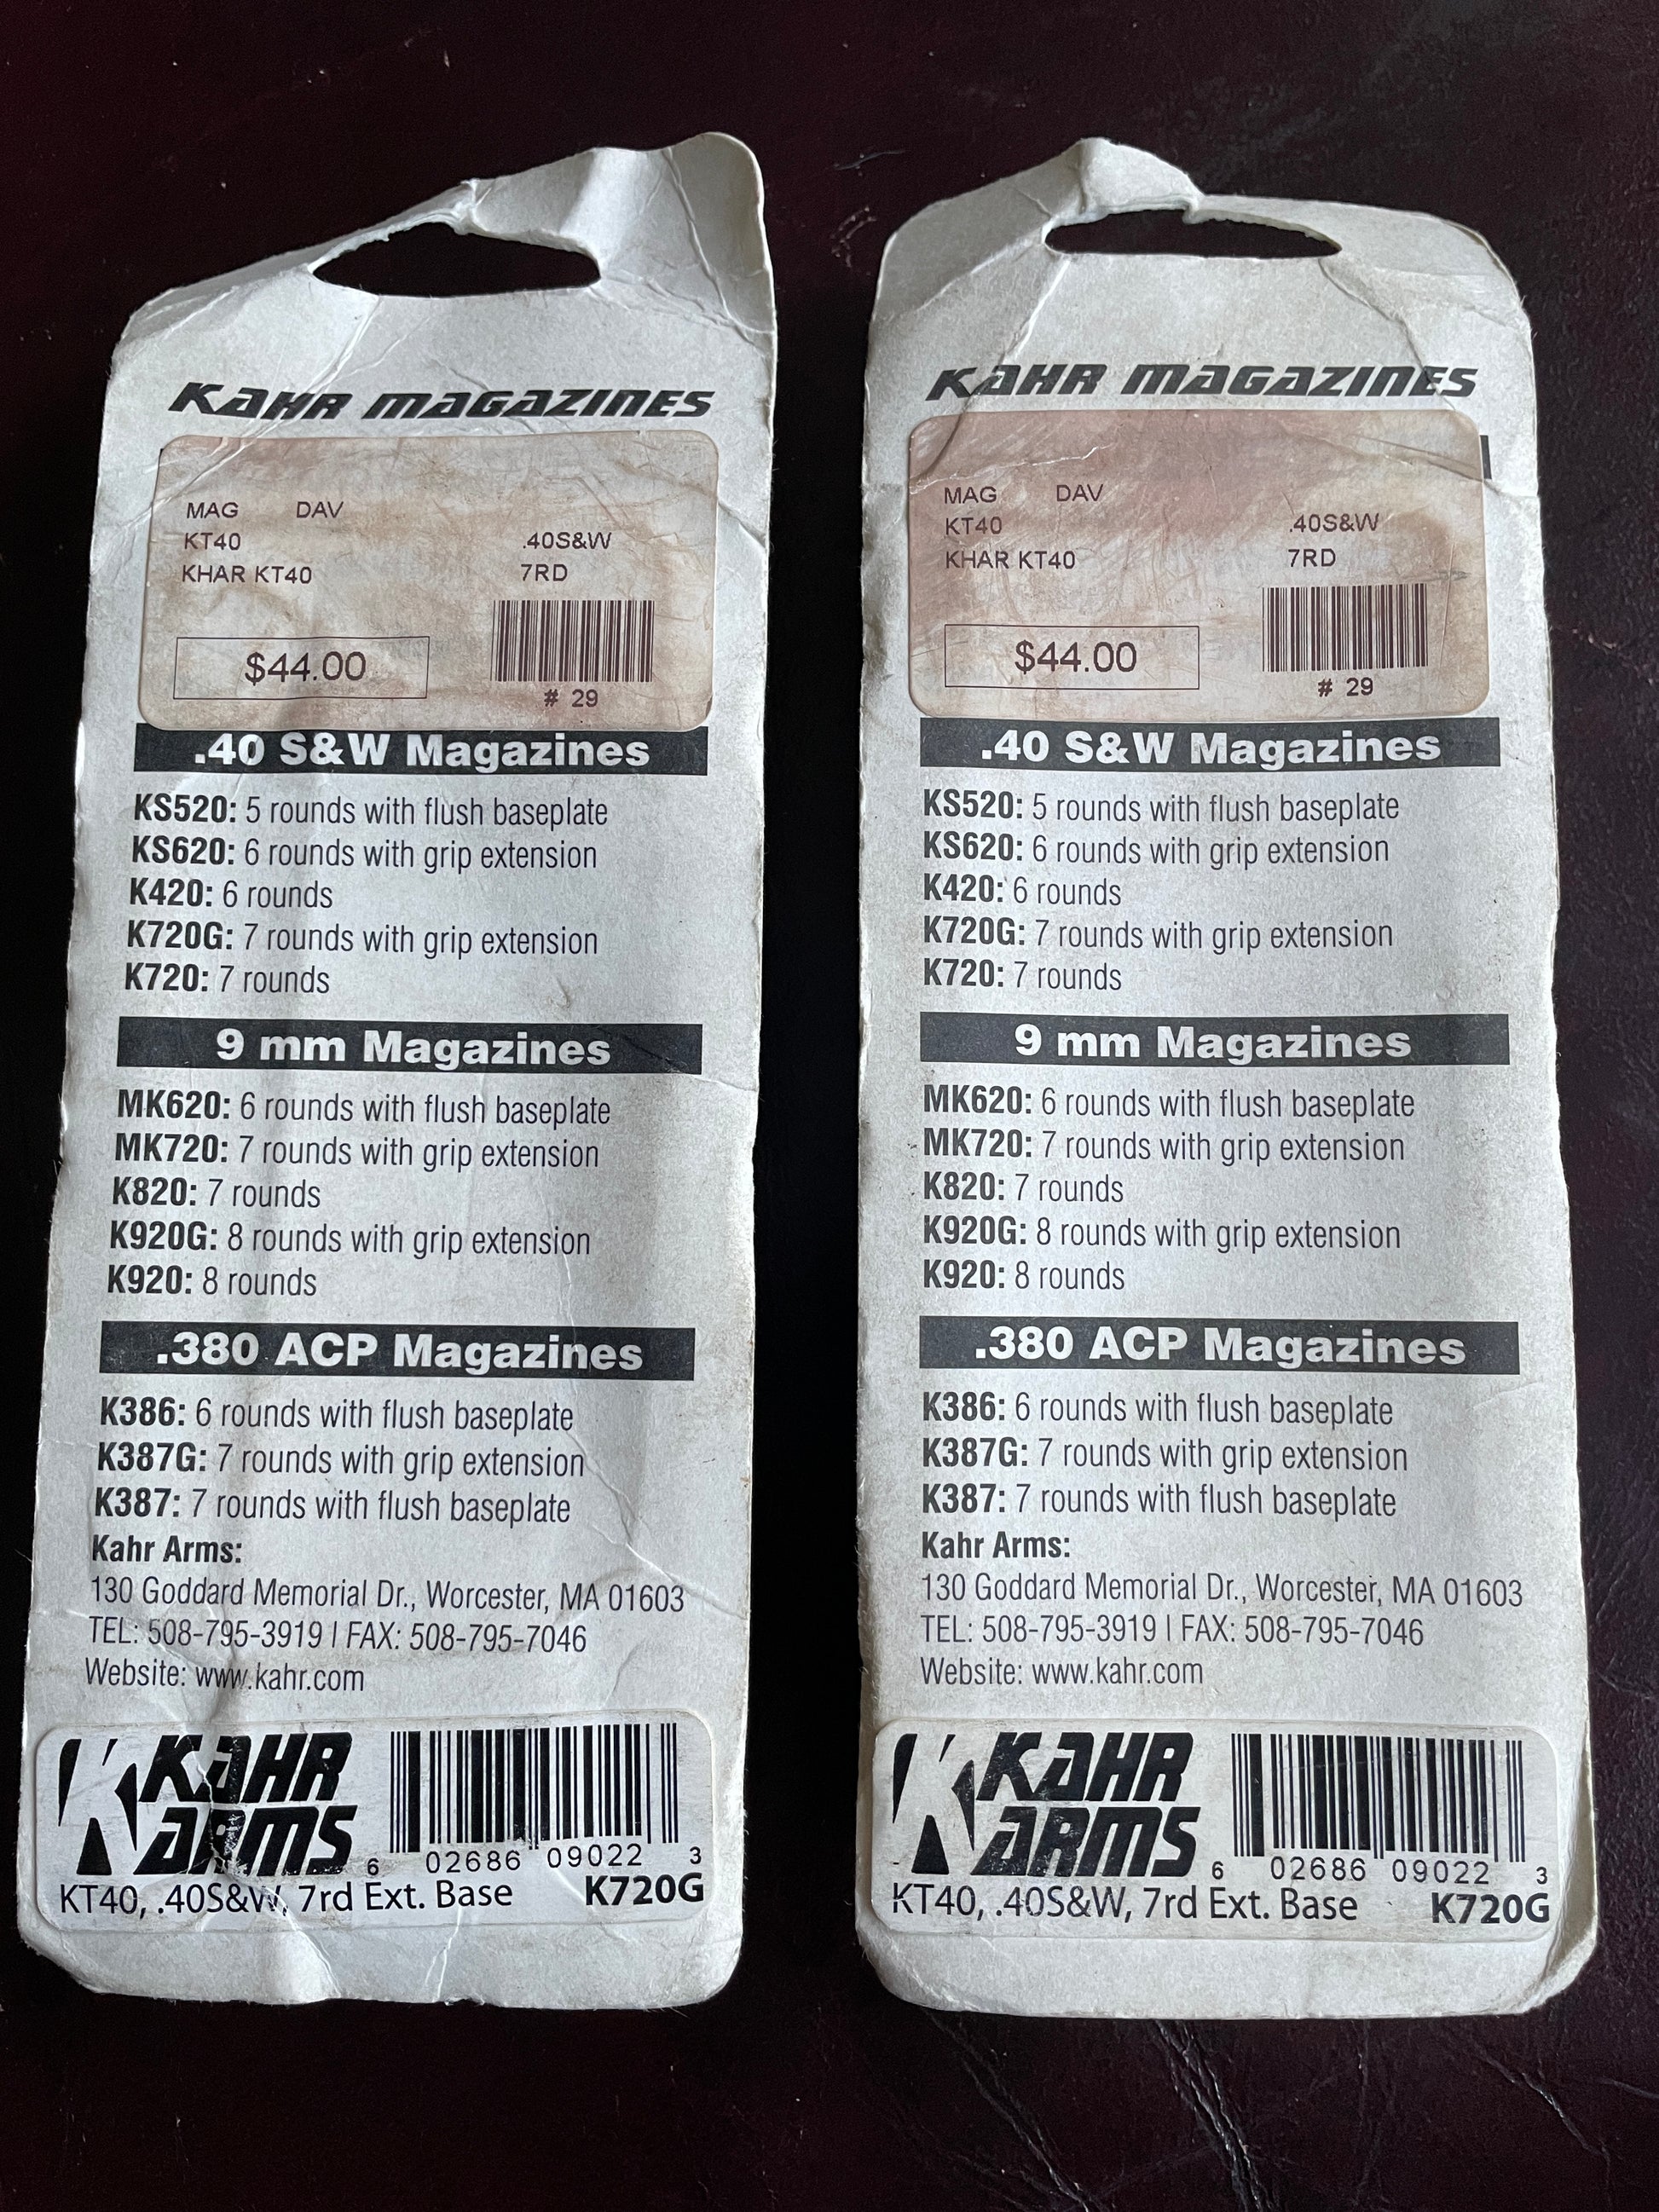 KAHR MAGAZINES
MAG DAV
KT40 .40S&W
KHAR KT40 7RD
$44.00
# 29
.40 S&W Magazines
KS520: 5 rounds with flush baseplate
KS620: 6 rounds with grip extension
K420: 6 rounds
K720G: 7 rounds with grip extension
K720: 7 rounds
9 mm Magazines
MK620: 6 rounds with flush baseplate
MK720: 7 rounds with grip extension
K820: 7 rounds
K920G: 8 rounds with grip extension
K920: 8 rounds
.380 ACP Magazines
K386: 6 rounds with flush baseplate
K387G: 7 rounds with grip extension
K387: 7 rounds with flush baseplate
Kahr Arms:
130 Goddard Memorial Dr., Worcester, MA 01603
TEL: 508-795-3919 | FAX: 508-795-7046
Website: www.kahr.com
K KAHR
ARMS
6 02686 09022 3
KT40, .40S&W, 7rd Ext. Base K720G
KAHR MAGAZINES
MAG DAV
KT40 .40S&W
KHAR KT40 7RD
$44.00
# 29
.40 S&W Magazines
KS520: 5 rounds with flush baseplate
KS620: 6 rounds with grip extension
K420: 6 rounds
K720G: 7 rounds with grip extension
K720: 7 rounds
9 mm Magazines
MK620: 6 rounds with flush baseplate
MK720: 7 rounds with grip extension
K820: 7 rounds
K920G: 8 rounds with grip extension
K920: 8 rounds
.380 ACP Magazines
K386: 6 rounds with flush baseplate
K387G: 7 rounds with grip extension
K387: 7 rounds with flush baseplate
Kahr Arms:
130 Goddard Memorial Dr., Worcester, MA 01603
TEL: 508-795-3919 | FAX: 508-795-7046
Website: www.kahr.com
K KAHR
ARMS
6 02686 09022 3
KT40, .40S&W, 7rd Ext. Base K720G